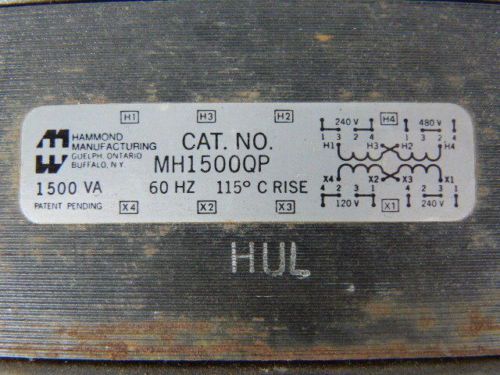 H1 H3 H2 H4
HAMMOND
MANUFACTURING
GUELPH, ONTARIO
BUFFALO, N.Y.
CAT. NO.
MH1500QP
1500 VA 60 HZ 115° C RISE
PATENT PENDING
X4 X2 X3 X1
240 V 480 V
1 3 2 4 1 3 2 4
H1 H3 H2 H4
X4 X2 X3 X1
4 2 3 1 4 2 3 1
120 V 240 V
HUL